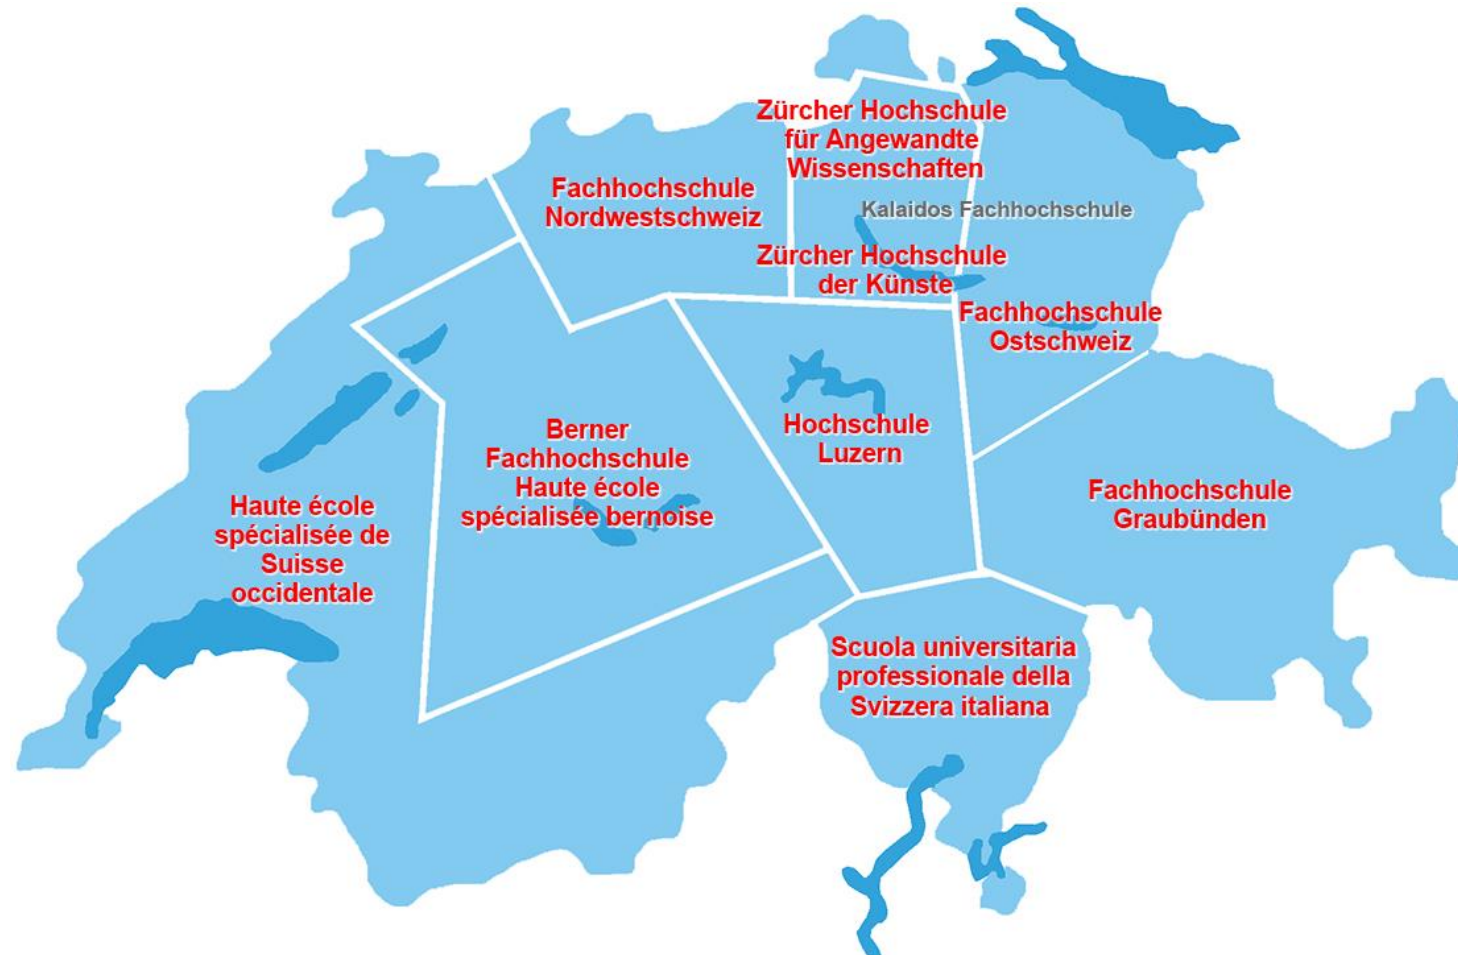 Zürcher Hochschule
für Angewandte
Wissenschaften
Fachhochschule
Nordwestschweiz
Kalaidos Fachhochschule
Zürcher Hochschule
der Künste
Fachhochschule
Ostschweiz
Hochschule
Luzern
Berner
Fachhochschule
Haute école
spécialisée bernoise
Fachhochschule
Graubünden
Haute école
spécialisée de
Suisse
occidentale
Scuola universitaria
professionale della
Svizzera italiana